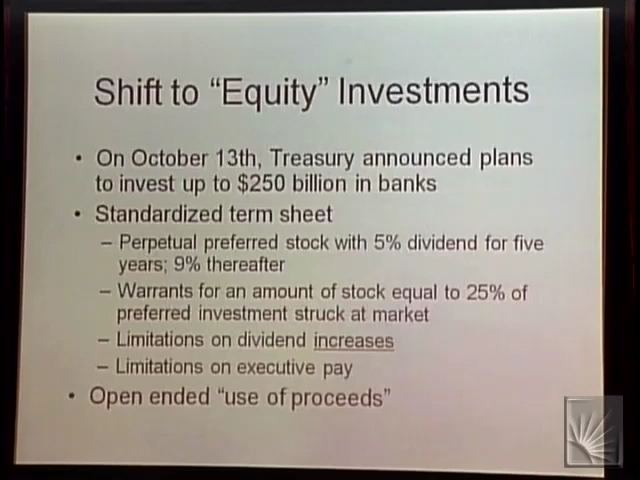 Shift to “Equity” Investments
• On October 13th, Treasury announced plans
to invest up to $250 billion in banks
• Standardized term sheet
– Perpetual preferred stock with 5% dividend for five
years; 9% thereafter
– Warrants for an amount of stock equal to 25% of
preferred investment struck at market
– Limitations on dividend increases
– Limitations on executive pay
• Open ended “use of proceeds”